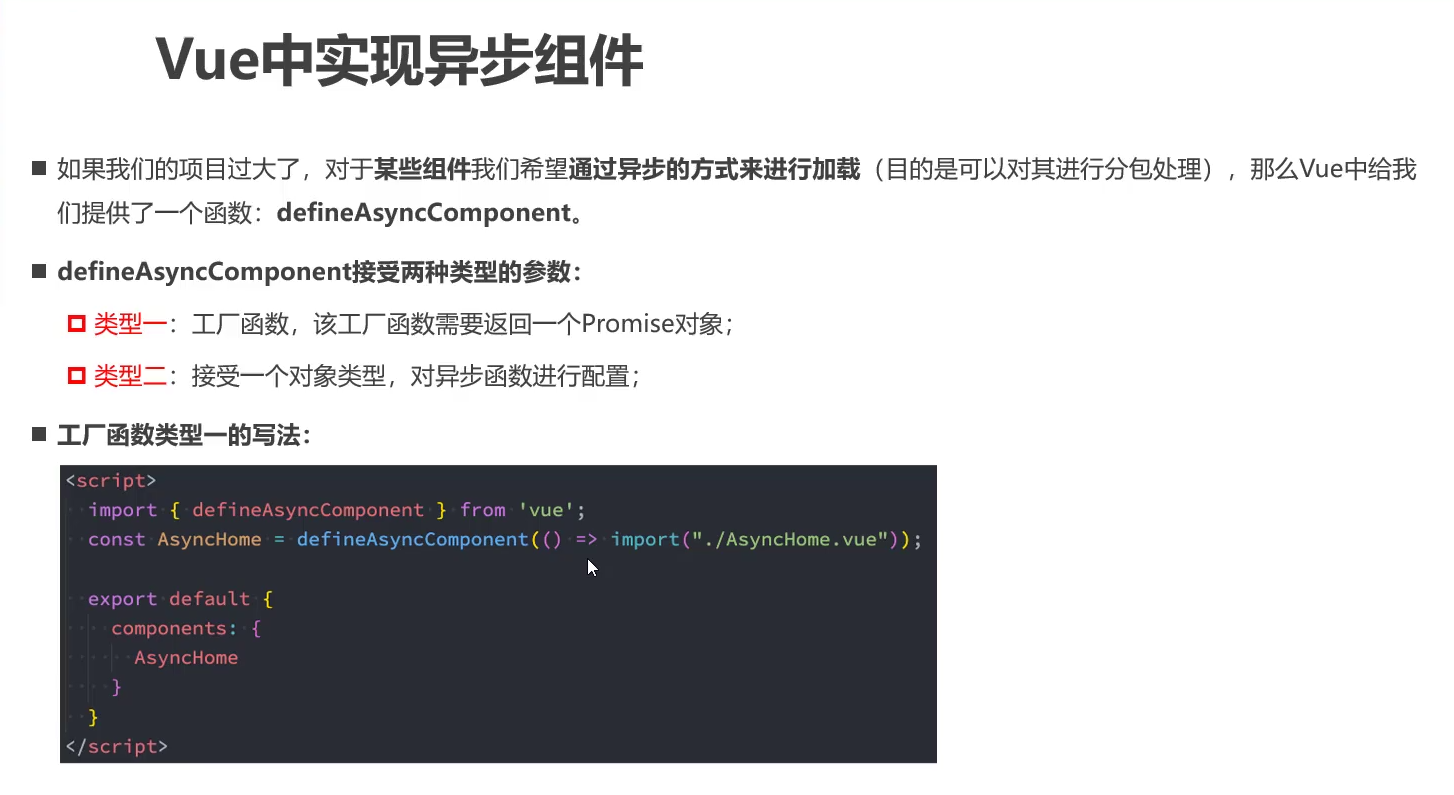 Vue中实现异步组件
如果我们的项目过大了，对于某些组件我们希望通过异步的方式来进行加载（目的是可以对其进行分包处理），那么Vue中给我
们提供了一个函数：defineAsyncComponent。
defineAsyncComponent接受两种类型的参数：
类型一：工厂函数，该工厂函数需要返回一个Promise对象；
类型二：接受一个对象类型，对异步函数进行配置；
工厂函数类型一的写法：
<script>
  import { defineAsyncComponent } from 'vue';
  const AsyncHome = defineAsyncComponent(() => import("./AsyncHome.vue"));
  export default {
    components: {
      AsyncHome
    }
  }
</script>